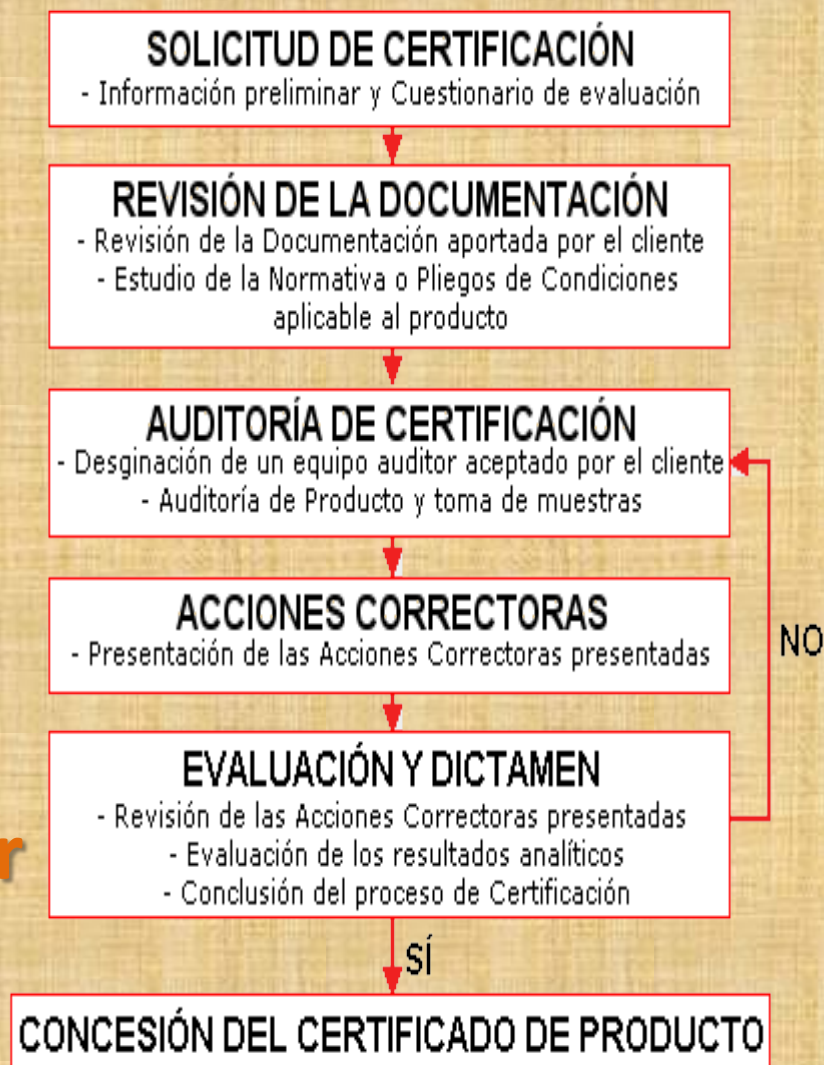 SOLICITUD DE CERTIFICACIÓN
- Información preliminar y Cuestionario de evaluación
REVISIÓN DE LA DOCUMENTACIÓN
- Revisión de la Documentación aportada por el cliente
- Estudio de la Normativa o Pliegos de Condiciones
aplicable al producto
AUDITORÍA DE CERTIFICACIÓN
- Desginación de un equipo auditor aceptado por el cliente
- Auditoría de Producto y toma de muestras
ACCIONES CORRECTORAS
- Presentación de las Acciones Correctoras presentadas
NO
EVALUACIÓN Y DICTAMEN
- Revisión de las Acciones Correctoras presentadas
- Evaluación de los resultados analíticos
- Conclusión del proceso de Certificación
SÍ
CONCESIÓN DEL CERTIFICADO DE PRODUCTO